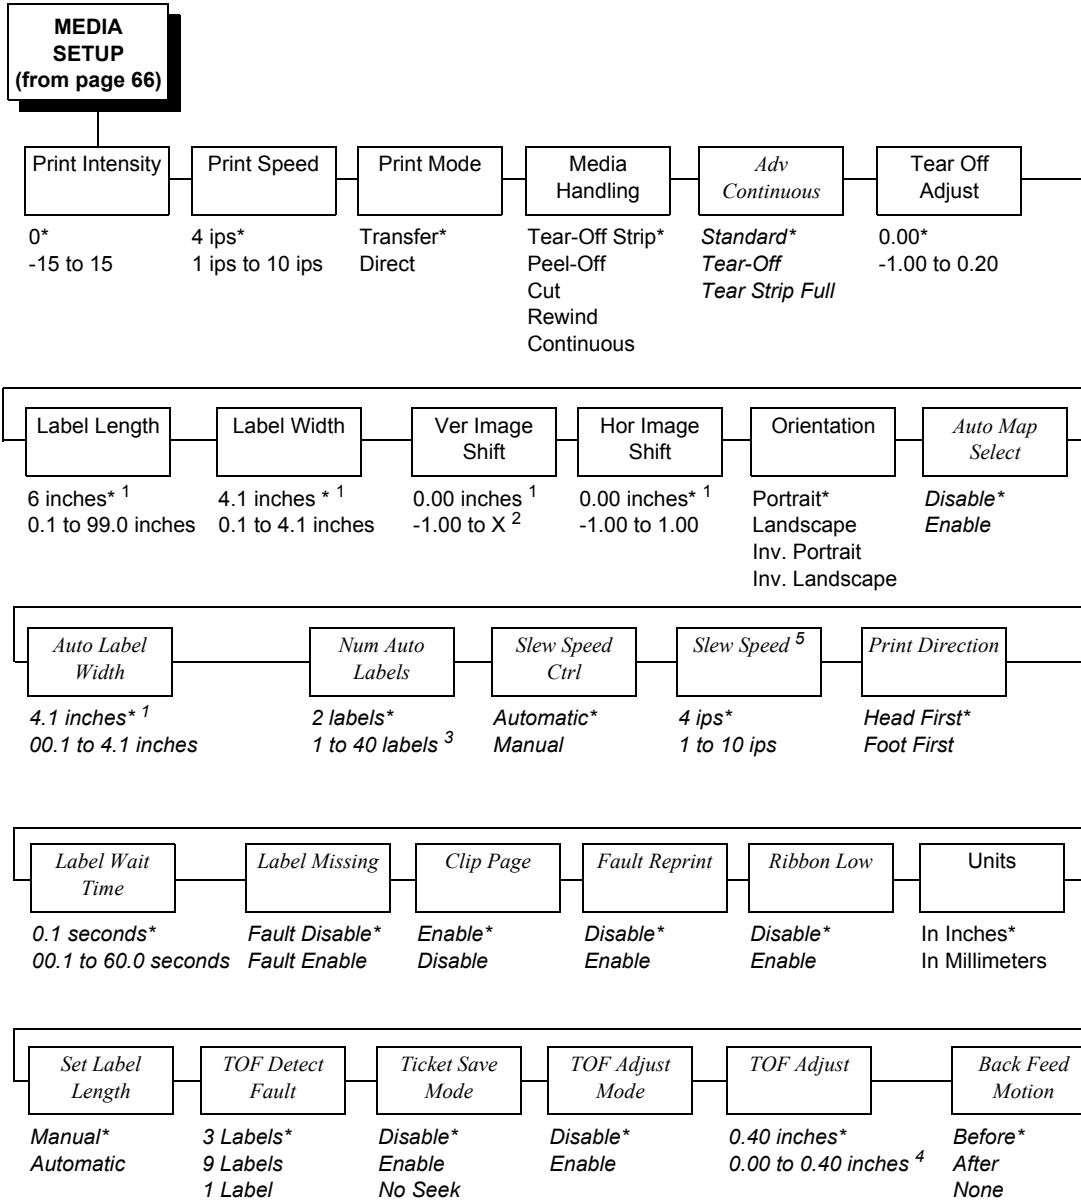 MEDIA
SETUP
(from page 66)
Print Intensity
0*
-15 to 15
Print Speed
4 ips*
1 ips to 10 ips
Print Mode
Transfer*
Direct
Media
Handling
Tear-Off Strip*
Peel-Off
Cut
Rewind
Continuous
Adv
Continuous
Standard*
Tear-Off
Tear Strip Full
Tear Off
Adjust
0.00*
-1.00 to 0.20
Label Length
6 inches* 1
0.1 to 99.0 inches
Label Width
4.1 inches * 1
0.1 to 4.1 inches
Ver Image
Shift
0.00 inches 1
-1.00 to X 2
Hor Image
Shift
0.00 inches* 1
-1.00 to 1.00
Orientation
Portrait*
Landscape
Inv. Portrait
Inv. Landscape
Auto Map
Select
Disable*
Enable
Auto Label
Width
4.1 inches* 1
00.1 to 4.1 inches
Num Auto
Labels
2 labels*
1 to 40 labels 3
Slew Speed
Ctrl
Automatic*
Manual
Slew Speed 5
4 ips*
1 to 10 ips
Print Direction
Head First*
Foot First
Label Wait
Time
0.1 seconds*
00.1 to 60.0 seconds
Label Missing
Fault Disable*
Fault Enable
Clip Page
Enable*
Disable
Fault Reprint
Disable*
Enable
Ribbon Low
Disable*
Enable
Units
In Inches*
In Millimeters
Set Label
Length
Manual*
Automatic
TOF Detect
Fault
3 Labels*
9 Labels
1 Label
Ticket Save
Mode
Disable*
Enable
No Seek
TOF Adjust
Mode
Disable*
Enable
TOF Adjust
0.40 inches*
0.00 to 0.40 inches 4
Back Feed
Motion
Before*
After
None